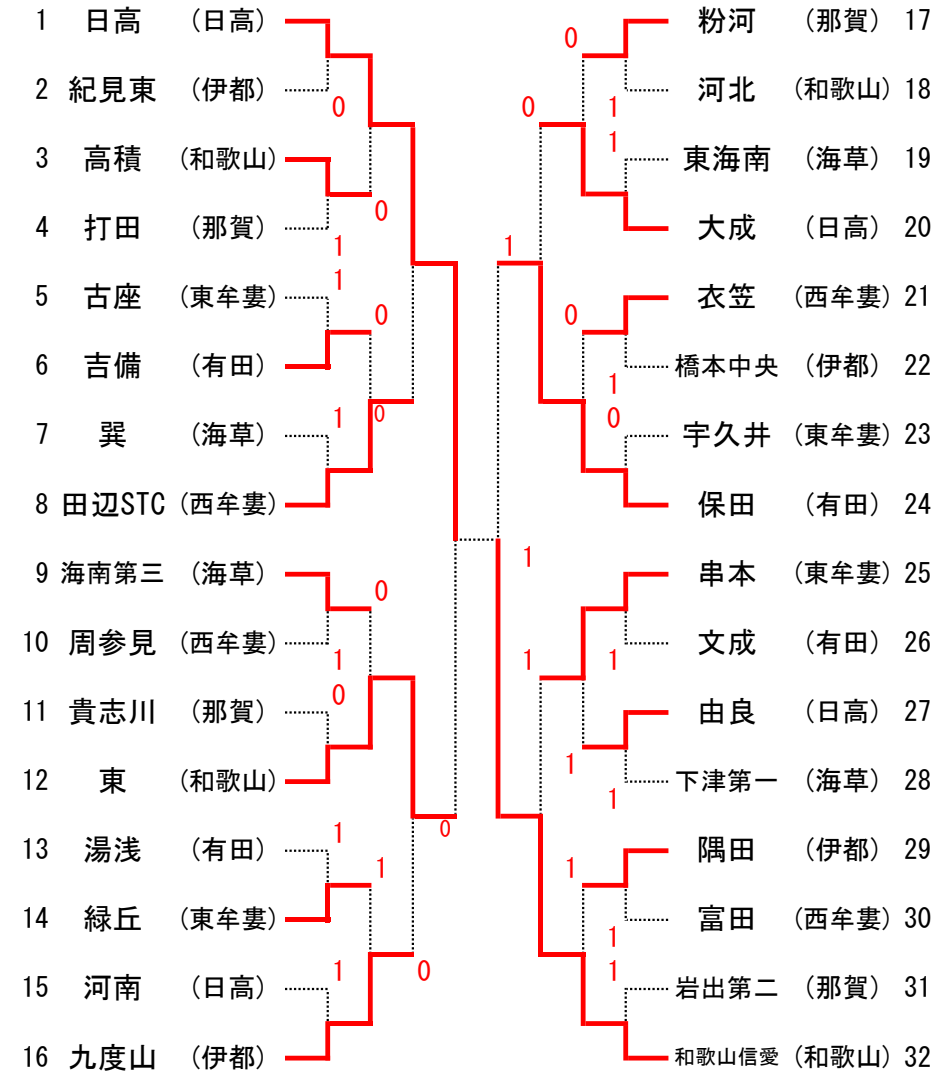 1 日高 (日高)
2 紀見東 (伊都)
0
3 高積 (和歌山)
0
4 打田 (那賀)
1
1
5 古座 (東牟婁)
0
6 吉備 (有田)
1 0
7 巽 (海草)
8 田辺STC (西牟婁)
9 海南第三 (海草)
0
10 周参見 (西牟婁)
1
0
11 貴志川 (那賀)
12 東 (和歌山)
1
0
13 湯浅 (有田)
1
14 緑丘 (東牟婁)
1
0
15 河南 (日高)
16 九度山 (伊都)
粉河 (那賀) 17
0
河北 (和歌山) 18
0
1
1
東海南 (海草) 19
大成 (日高) 20
1
衣笠 (西牟婁) 21
0
橋本中央 (伊都) 22
1
0
宇久井 (東牟婁) 23
保田 (有田) 24
1
串本 (東牟婁) 25
文成 (有田) 26
1
1
由良 (日高) 27
1
下津第一 (海草) 28
1
隅田 (伊都) 29
1
富田 (西牟婁) 30
1
1
岩出第二 (那賀) 31
和歌山信愛 (和歌山) 32